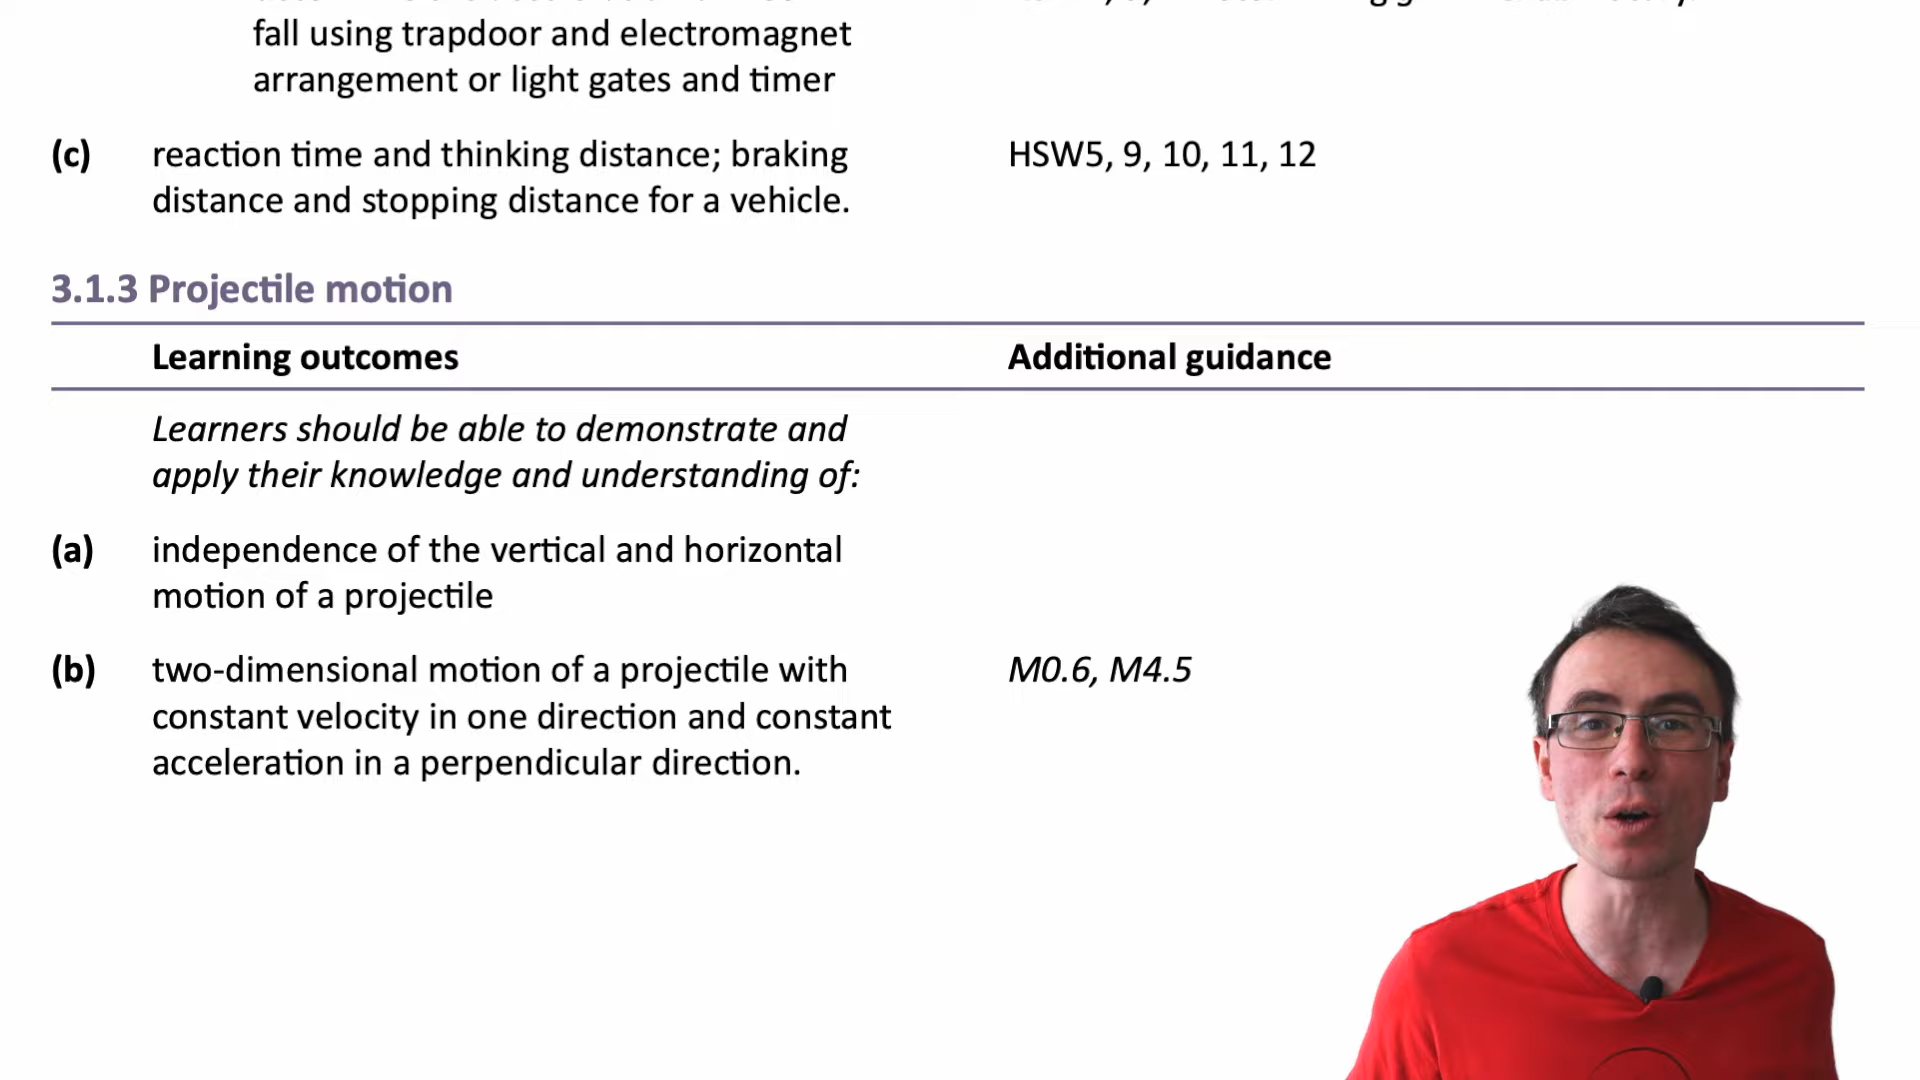 fall using trapdoor and electromagnet
arrangement or light gates and timer
(c) reaction time and thinking distance; braking HSW5, 9, 10, 11, 12
distance and stopping distance for a vehicle.
3.1.3 Projectile motion
Learning outcomes Additional guidance
Learners should be able to demonstrate and
apply their knowledge and understanding of:
(a) independence of the vertical and horizontal
motion of a projectile
(b) two-dimensional motion of a projectile with M0.6, M4.5
constant velocity in one direction and constant
acceleration in a perpendicular direction.